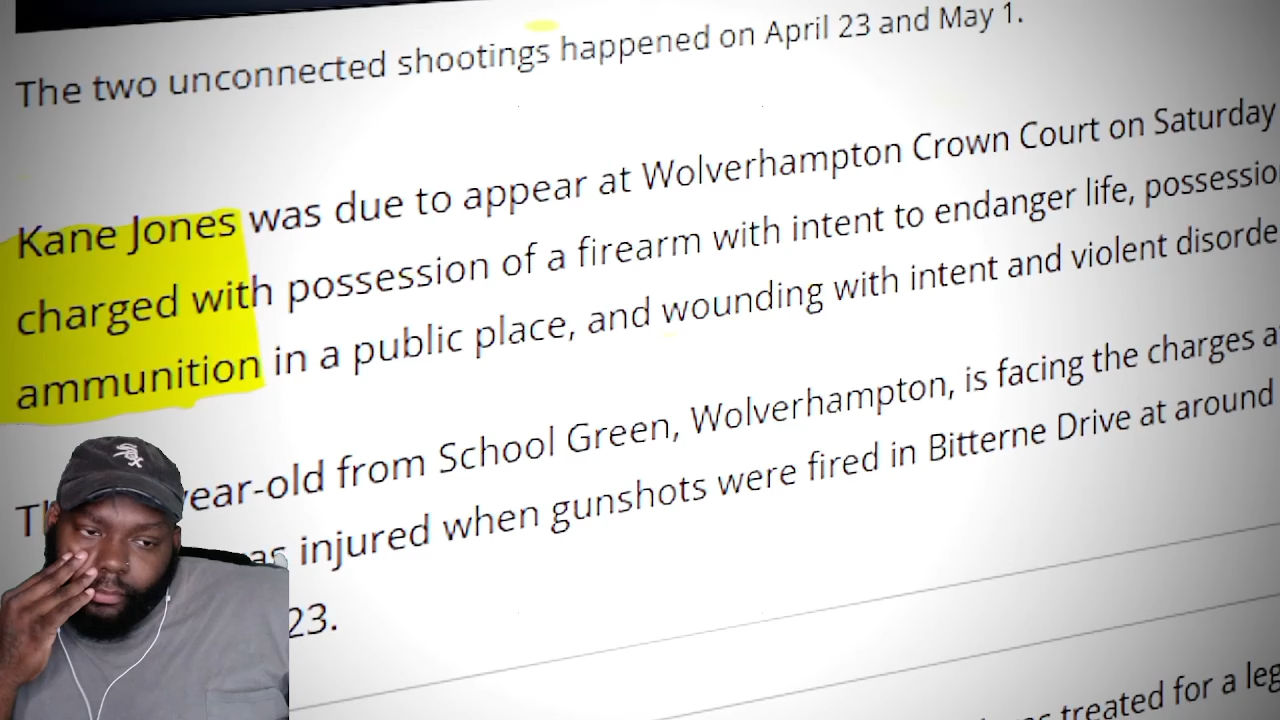 The two unconnected shootings happened on April 23 and May 1.
Kane Jones was due to appear at Wolverhampton Crown Court on Saturday
charged with possession of a firearm with intent to endanger life, possessio
ammunition in a public place, and wounding with intent and violent disorde
year-old from School Green, Wolverhampton, is facing the charges a
injured when gunshots were fired in Bitterne Drive at around
23.
treated for a leg